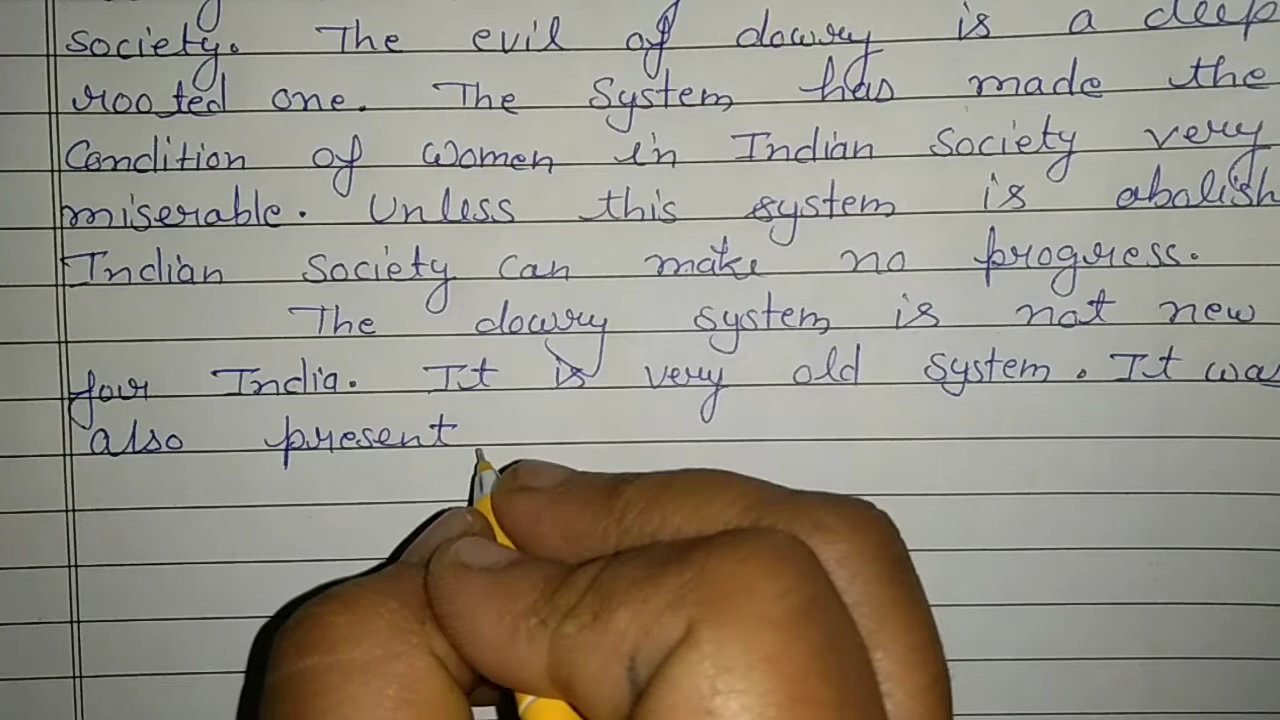 society. The evil of dowry is a deep
rooted one. The System has made the
Condition of women in Indian Society very
miserable. Unless this system is abolish
Indian Society can make no progress.
The dowry system is not new
for India. It is very old system. It was
also present